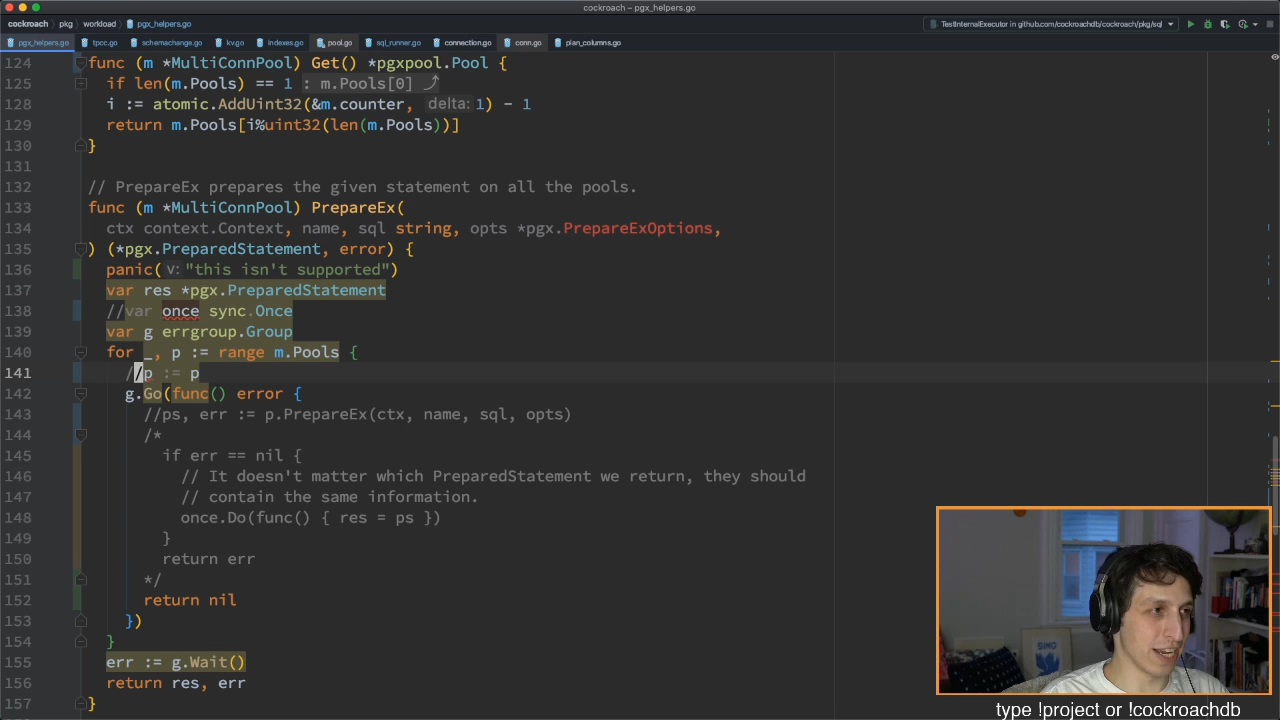 cockroach – pgx_helpers.go
cockroach › pkg › workload › pgx_helpers.go
TestInternalExecutor in github.com/cockroachdb/cockroach/pkg/sql
pgx_helpers.go tpcc.go schemachange.go kv.go indexes.go pool.go sql_runner.go connection.go conn.go plan_columns.go
124 func (m *MultiConnPool) Get() *pgxpool.Pool {
125 if len(m.Pools) == 1 : m.Pools[0]
128 i := atomic.AddUint32(&m.counter, delta: 1) - 1
129 return m.Pools[i%uint32(len(m.Pools))]
130 }
131
132 // PrepareEx prepares the given statement on all the pools.
133 func (m *MultiConnPool) PrepareEx(
134 ctx context.Context, name, sql string, opts *pgx.PrepareExOptions,
135 ) (*pgx.PreparedStatement, error) {
136 panic( v: "this isn't supported")
137 var res *pgx.PreparedStatement
138 //var once sync.Once
139 var g errgroup.Group
140 for _, p := range m.Pools {
141 //p := p
142 g.Go(func() error {
143 //ps, err := p.PrepareEx(ctx, name, sql, opts)
144 /*
145 if err == nil {
146 // It doesn't matter which PreparedStatement we return, they should
147 // contain the same information.
148 once.Do(func() { res = ps })
149 }
150 return err
151 */
152 return nil
153 })
154 }
155 err := g.Wait()
156 return res, err
157 }
type !project or !cockroachdb